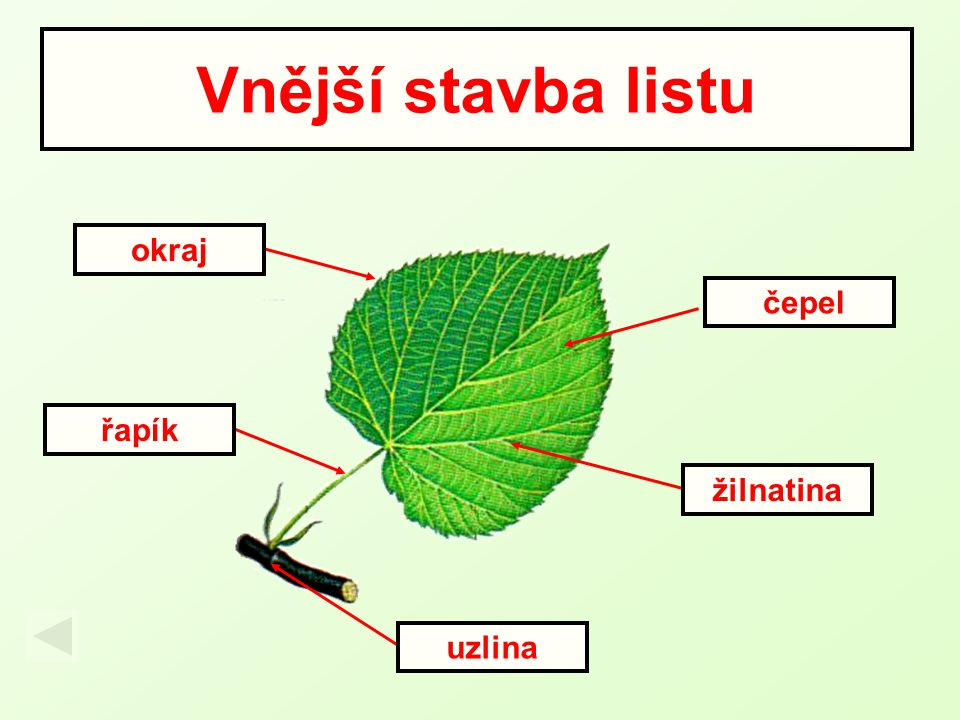 Vnější stavba listu
okraj
čepel
řapík
žilnatina
uzlina